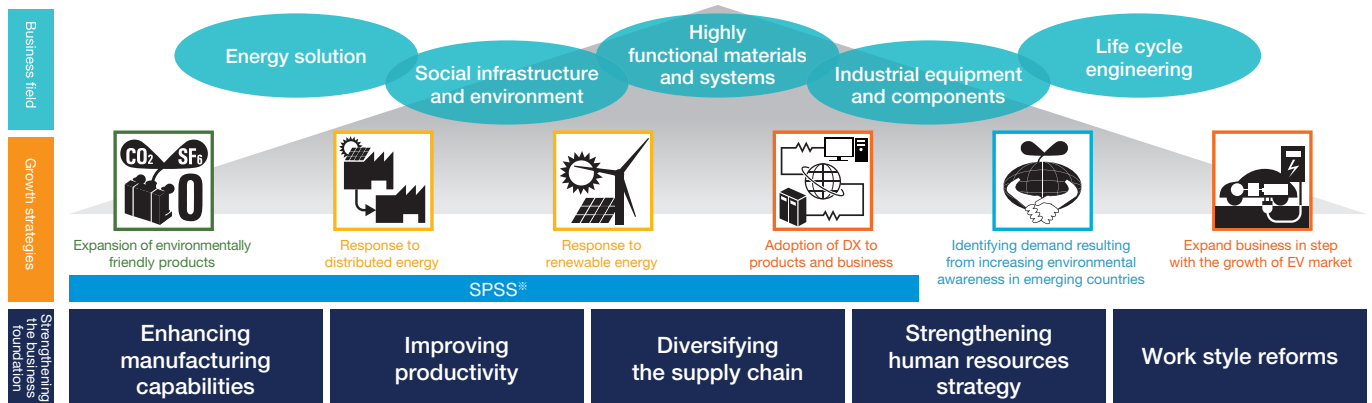 Business field
Energy solution
Social infrastructure
and environment
Highly
functional materials
and systems
Industrial equipment
and components
Life cycle
engineering
Growth strategies
CO2 SF6
0
Expansion of environmentally
friendly products
Response to
distributed energy
Response to
renewable energy
Adoption of DX to
products and business
Identifying demand resulting
from increasing environmental
awareness in emerging countries
Expand business in step
with the growth of EV market
SPSS※
Strengthening
the business
foundation
Enhancing
manufacturing
capabilities
Improving
productivity
Diversifying
the supply chain
Strengthening
human resources
strategy
Work style reforms